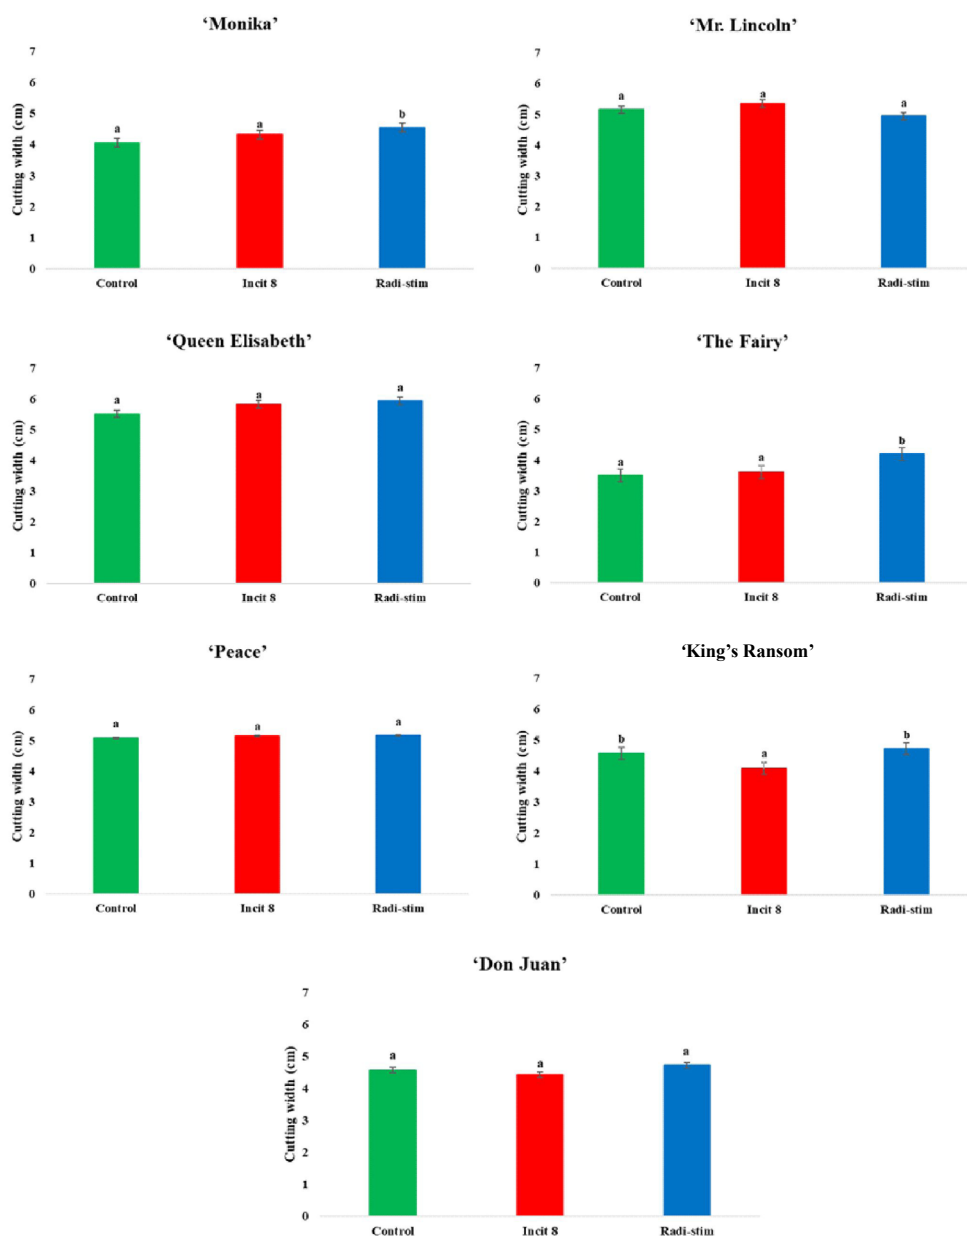 ‘Monika’
7
6
5
4
3
2
1
0
Cutting width (cm)
a
a
b
Control
Incit 8
Radi-stim
‘Mr. Lincoln’
7
6
5
4
3
2
1
0
Cutting width (cm)
a
a
a
Control
Incit 8
Radi-stim
‘Queen Elisabeth’
7
6
5
4
3
2
1
0
Cutting width (cm)
a
a
a
Control
Incit 8
Radi-stim
‘The Fairy’
7
6
5
4
3
2
1
0
Cutting width (cm)
a
a
b
Control
Incit 8
Radi-stim
‘Peace’
7
6
5
4
3
2
1
0
Cutting width (cm)
a
a
a
Control
Incit 8
Radi-stim
‘King’s Ransom’
7
6
5
4
3
2
1
0
Cutting width (cm)
b
a
b
Control
Incit 8
Radi-stim
‘Don Juan’
7
6
5
4
3
2
1
0
Cutting width (cm)
a
a
a
Control
Incit 8
Radi-stim